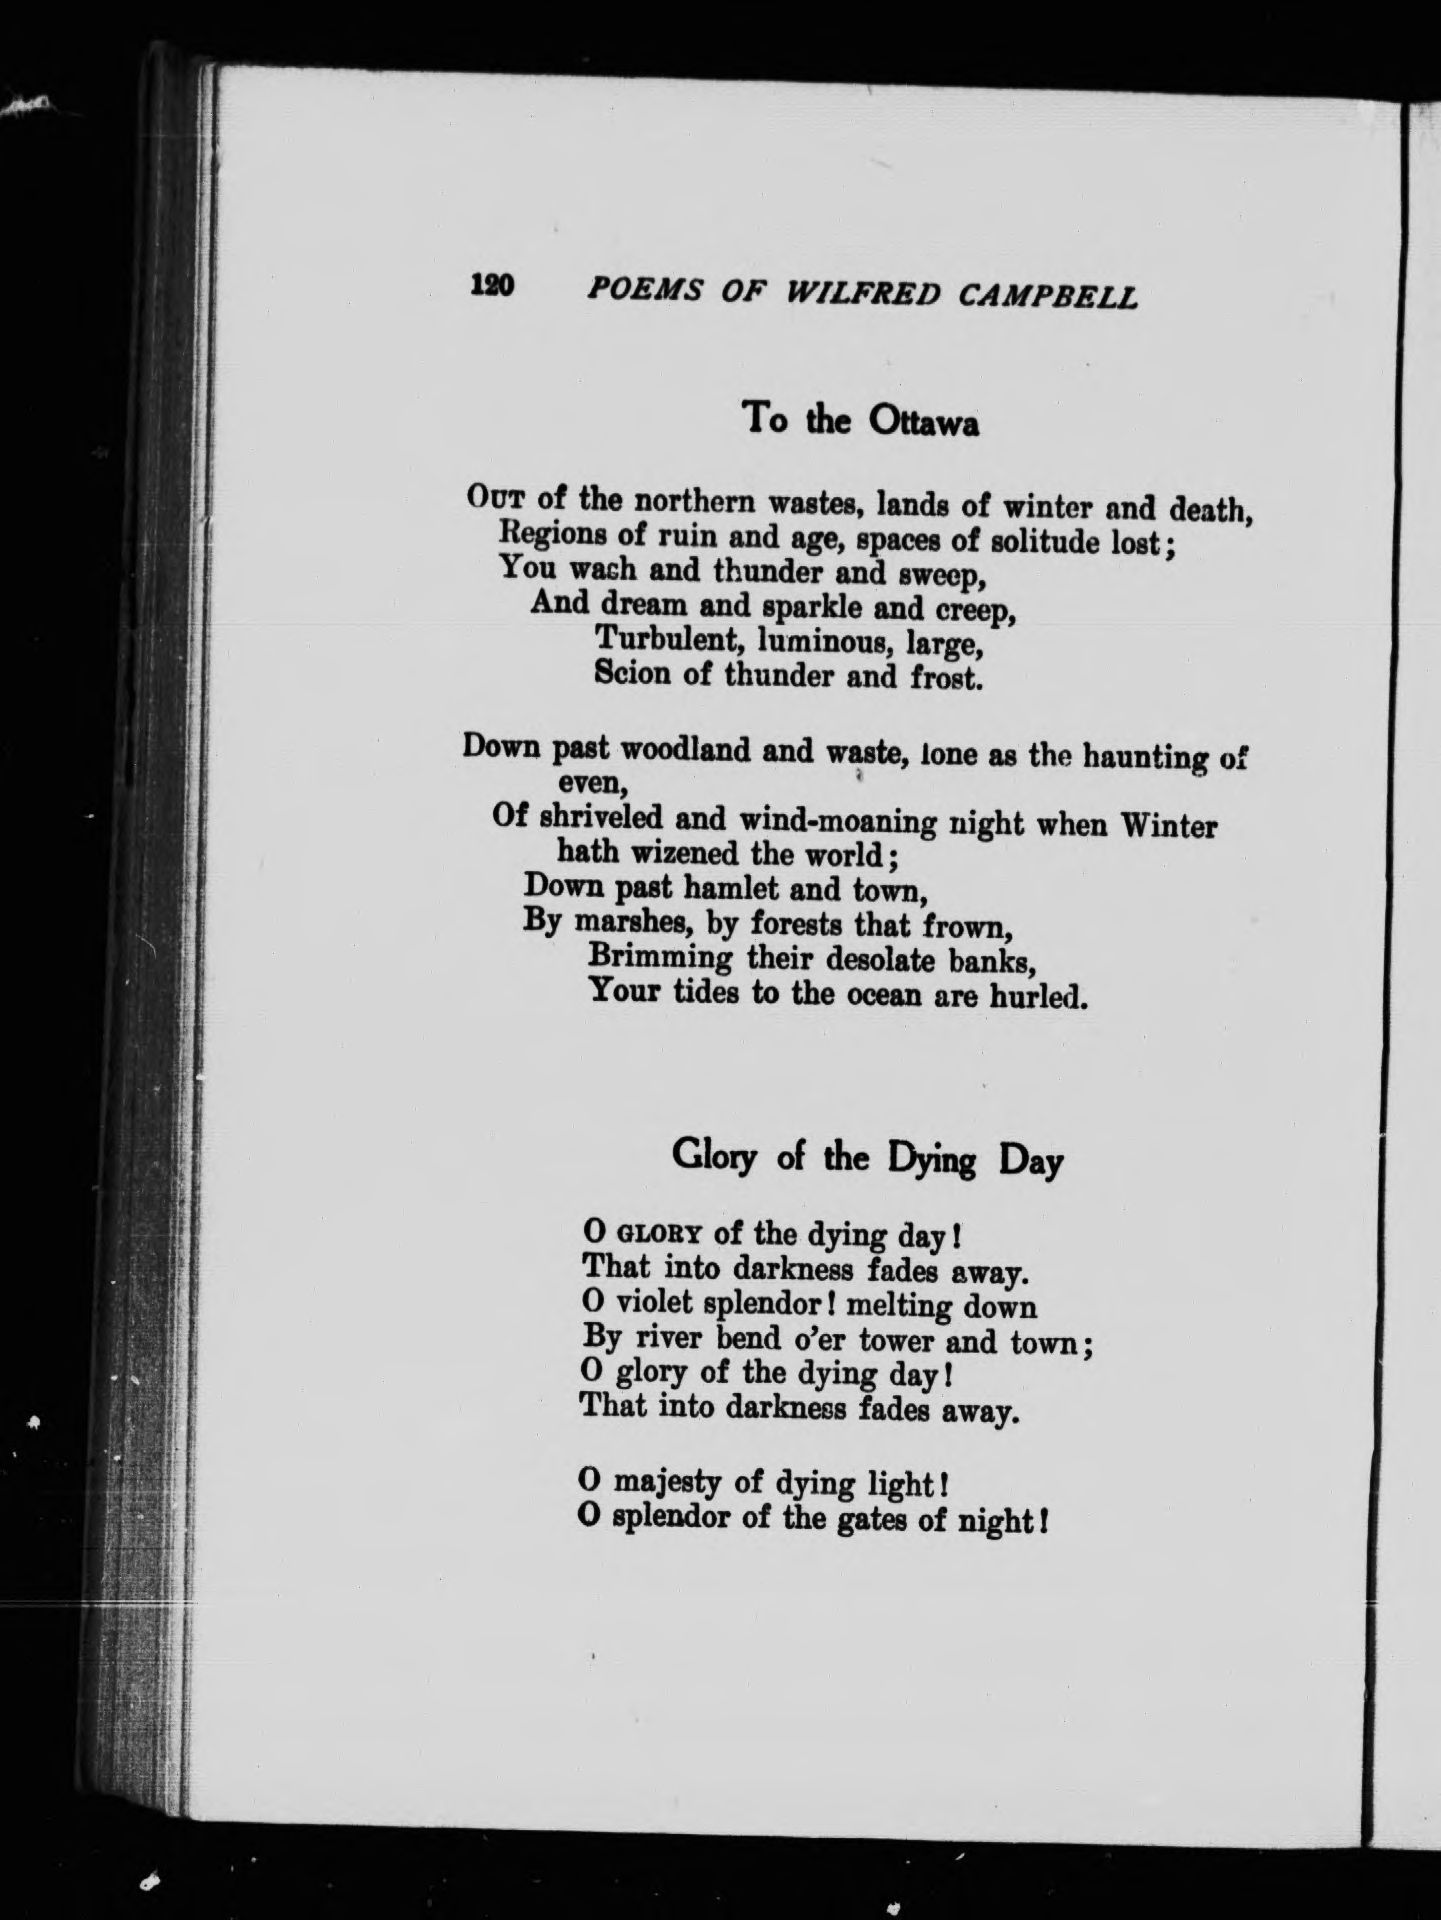 120 POEMS OF WILFRED CAMPBELL
To the Ottawa
OUT of the northern wastes, lands of winter and death,
Regions of ruin and age, spaces of solitude lost;
You wash and thunder and sweep,
And dream and sparkle and creep,
Turbulent, luminous, large,
Scion of thunder and frost.
Down past woodland and waste, lone as the haunting of
even,
Of shriveled and wind-moaning night when Winter
hath wizened the world;
Down past hamlet and town,
By marshes, by forests that frown,
Brimming their desolate banks,
Your tides to the ocean are hurled.
Glory of the Dying Day
O GLORY of the dying day!
That into darkness fades away.
O violet splendor! melting down
By river bend o'er tower and town;
O glory of the dying day!
That into darkness fades away.
O majesty of dying light!
O splendor of the gates of night!